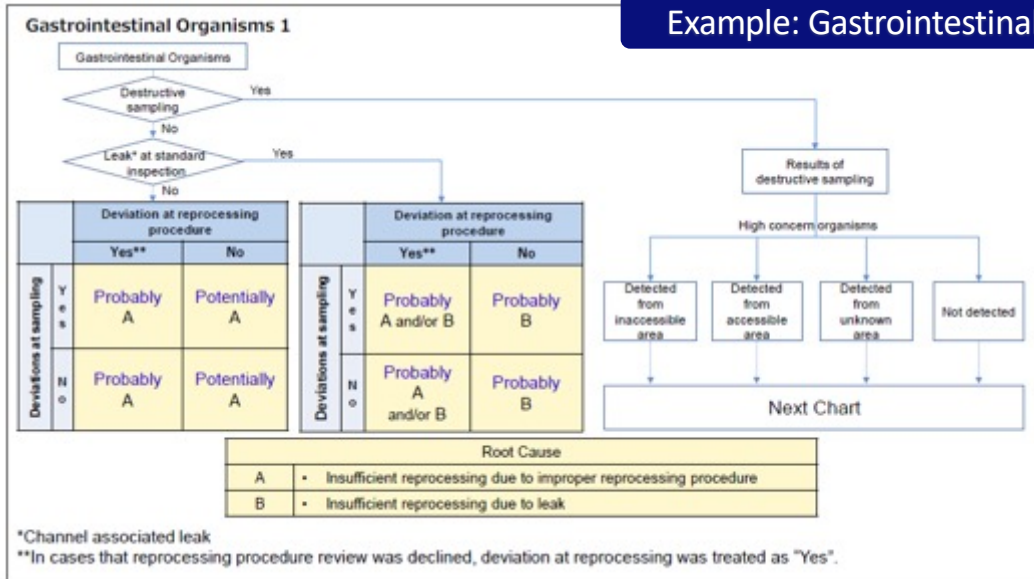 Example: Gastrointestina
Gastrointestinal Organisms 1
Gastrointestinal Organisms
Destructive
sampling
Yes
No
Leak* at standard
inspection
Yes
No
Results of
destructive sampling
High concern organisms
Detected
from
inaccessible
area
Detected
from
accessible
area
Detected
from
unknown
area
Not detected
Next Chart
Deviation at reprocessing
procedure
Yes**
No
Deviations at sampling
Yes
Probably
A
Potentially
A
No
Probably
A
Potentially
A
Deviation at reprocessing
procedure
Yes**
No
Deviations at sampling
Yes
Probably
A and/or B
Probably
B
No
Probably
A
and/or B
Probably
B
Root Cause
A • Insufficient reprocessing due to improper reprocessing procedure
B • Insufficient reprocessing due to leak
*Channel associated leak
**In cases that reprocessing procedure review was declined, deviation at reprocessing was treated as "Yes".